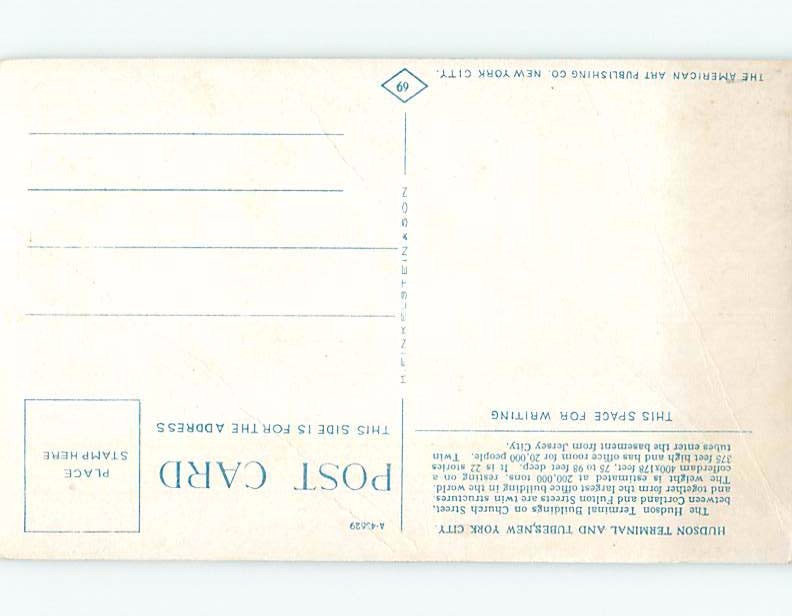 HUDSON TERMINAL AND TUBES, NEW YORK CITY.
The Hudson Terminal Buildings on Church Street,
between Cortland and Fulton Streets are twin structures,
and together form the largest office building in the world.
The weight is estimated at 200,000 tons, resting on a
cofferdam 400x178 feet, 75 to 98 feet deep. It is 22 stories
375 feet high and has office room for 20,000 people. Twin
tubes enter the basement from Jersey City.
THIS SPACE FOR WRITING
THE AMERICAN ART PUBLISHING CO. NEW YORK CITY.
H. FINKELSTEIN & SON
69
A-43629
POST CARD
THIS SIDE IS FOR THE ADDRESS
PLACE
STAMP HERE